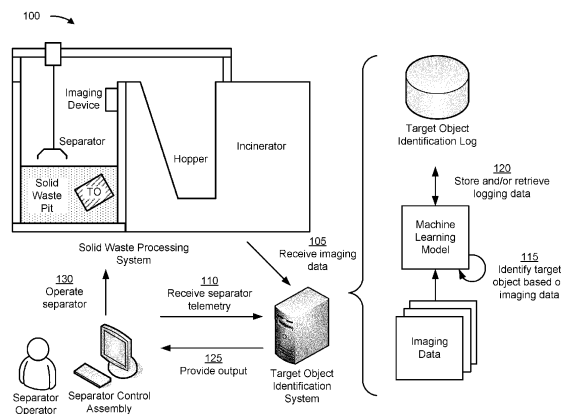 100
Imaging
Device
Separator
Solid
Waste
Pit
TO
Hopper
Incinerator
Solid Waste Processing
System
130
Operate
separator
110
Receive separator
telemetry
105
Receive imaging
data
125
Provide output
Separator
Operator
Separator Control
Assembly
Target Object
Identification
System
Target Object
Identification Log
120
Store and/or retrieve
logging data
Machine
Learning
Model
115
Identify target
object based o
imaging data
Imaging
Data